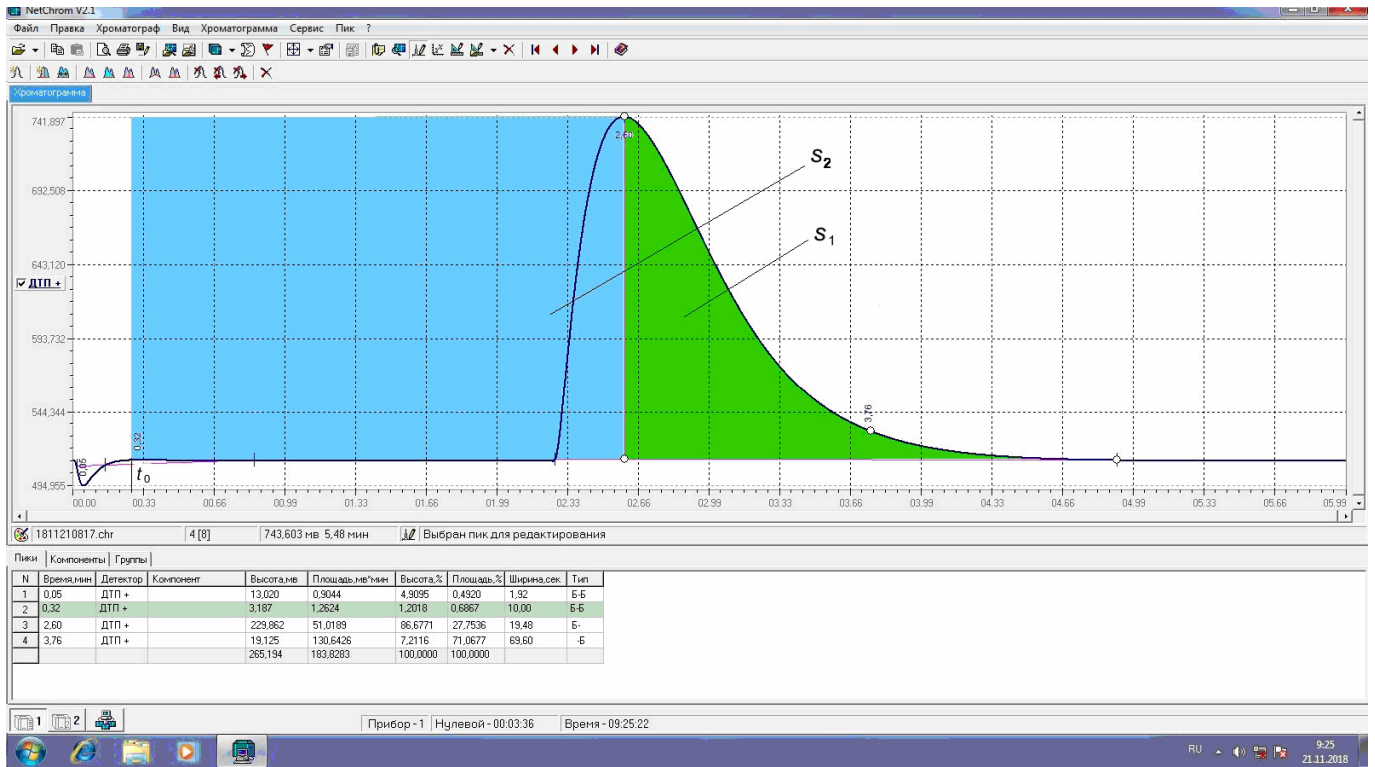 NetChrom V2.1
Файл Правка Хроматограф Вид Хроматограмма Сервис Пик ?
Хроматограмма
741,897
692,508
643,120
593,732
544,344
494,955
ДТП +
2,60
S2
S1
3,76
0,32
0,05
t0
00.00 00.33 00.66 00.99 01.33 01.66 01.99 02.33 02.66 02.99 03.33 03.66 03.99 04.33 04.66 04.99 05.33 05.66 05.99
1811210817.chr 4 [8] 743,603 мв 5,48 мин Выбран пик для редактирования
Пики Компоненты Группы
N Время,мин Детектор Компонент Высота,мв Площадь,мв*мин Высота,% Площадь,% Ширина,сек Тип
1 0,05 ДТП + 13,020 0,9044 4,9095 0,4920 1,92 Б-Б
2 0,32 ДТП + 3,187 1,2624 1,2018 0,6867 10,00 Б-Б
3 2,60 ДТП + 229,862 51,0189 86,6771 27,7536 19,48 Б-
4 3,76 ДТП + 19,125 130,6426 7,2116 71,0677 69,60 -Б
265,194 183,8283 100,0000 100,0000
1 2
Прибор - 1 Нулевой - 00:03:36 Время - 09:25:22
RU 9:25
21.11.2018